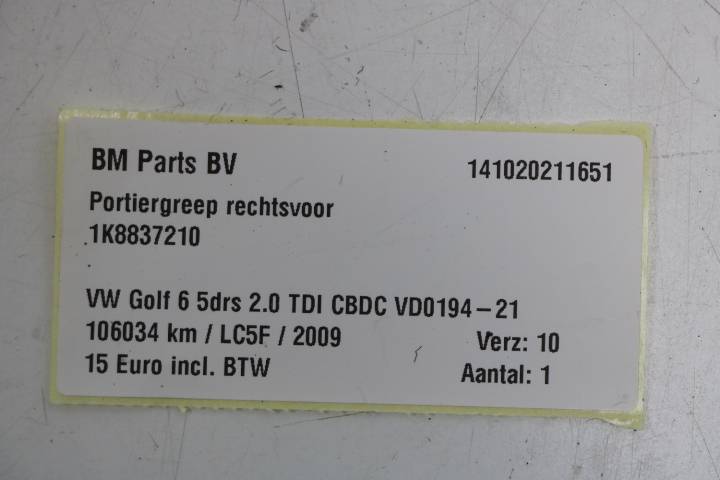 BM Parts BV 141020211651
Portiergreep rechtsvoor
1K8837210
VW Golf 6 5drs 2.0 TDI CBDC VD0194-21
106034 km / LC5F / 2009 Verz: 10
15 Euro incl. BTW Aantal: 1